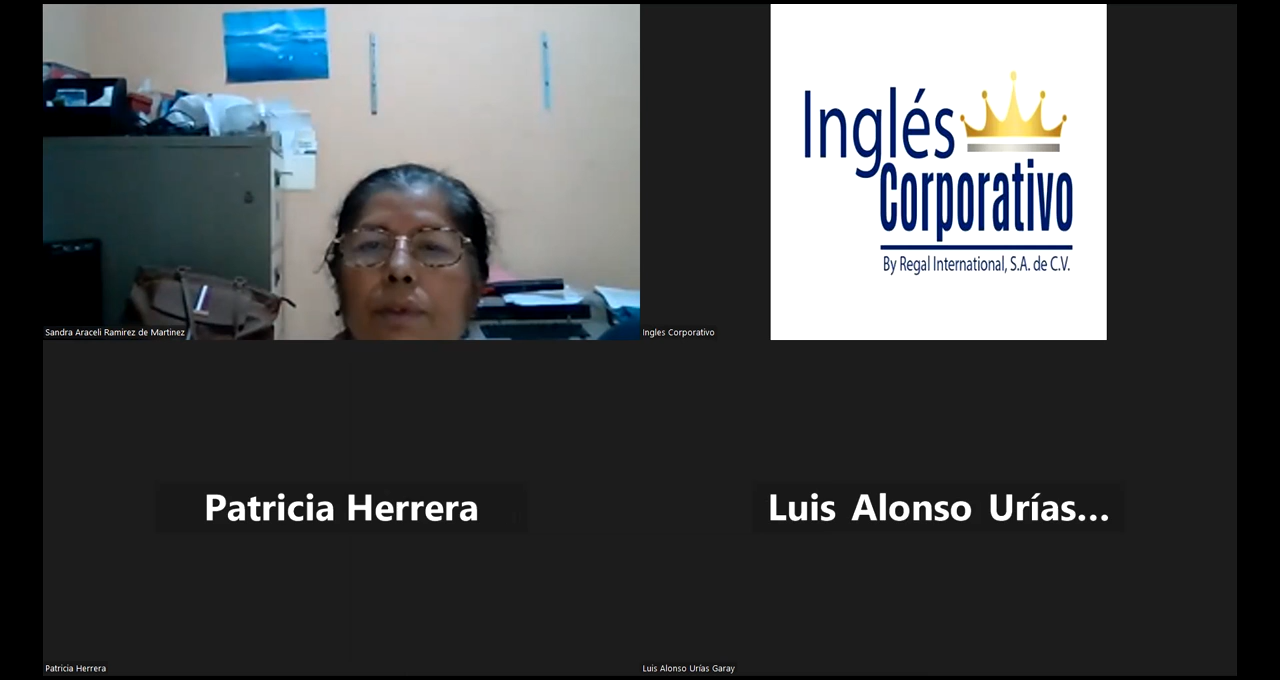 Inglés
Corporativo
By Regal International, S.A. de C.V.
Sandra Araceli Ramirez de Martinez
Ingles Corporativo
Patricia Herrera
Luis Alonso Urías...
Patricia Herrera
Luis Alonso Urías Garay